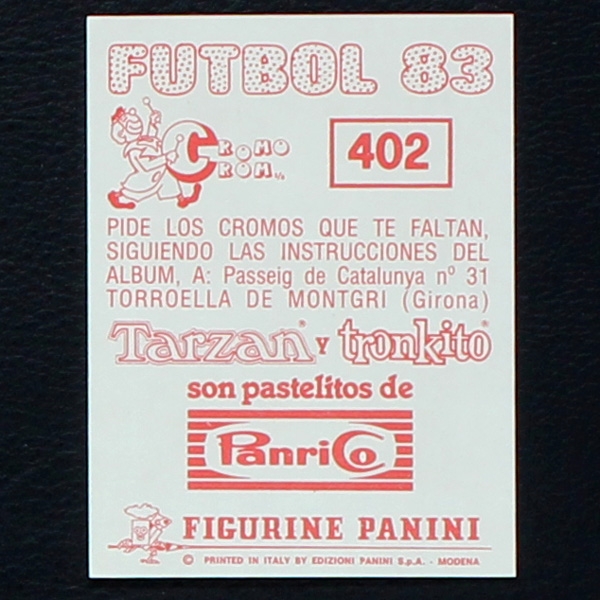 FUTBOL 83
CROMO
CROM
402
PIDE LOS CROMOS QUE TE FALTAN,
SIGUIENDO LAS INSTRUCCIONES DEL
ALBUM, A: Passeig de Catalunya nº 31
TORROELLA DE MONTGRI (Girona)
Tarzan® Y tronkito®
son pastelitos de
PanriCo
FIGURINE PANINI
© PRINTED IN ITALY BY EDIZIONI PANINI S.p.A. - MODENA